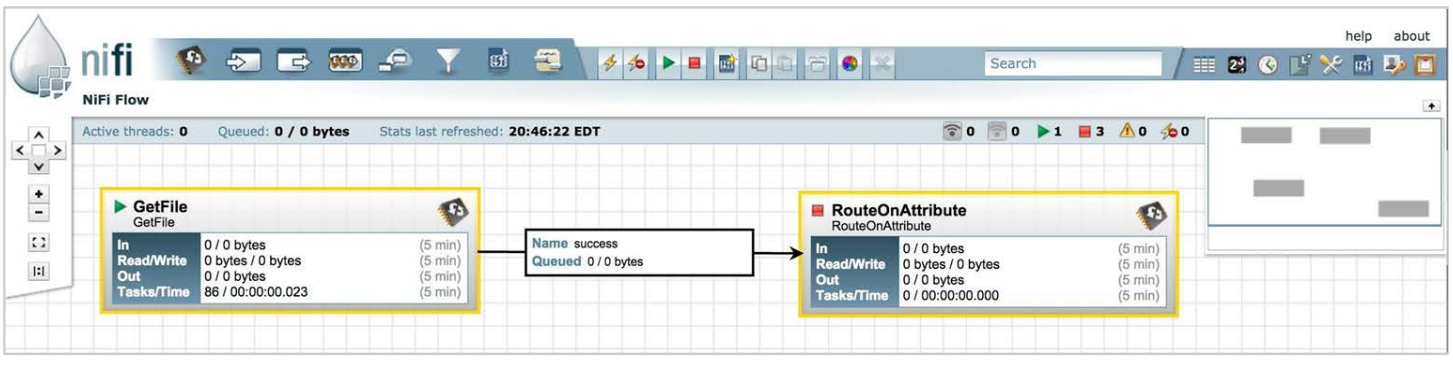 help about
nifi
Search
NiFi Flow
Active threads: 0 Queued: 0 / 0 bytes Stats last refreshed: 20:46:22 EDT 0 0 1 3 0 0
GetFile
GetFile
In 0 / 0 bytes (5 min)
Read/Write 0 bytes / 0 bytes (5 min)
Out 0 / 0 bytes (5 min)
Tasks/Time 86 / 00:00:00.023 (5 min)
Name success
Queued 0 / 0 bytes
RouteOnAttribute
RouteOnAttribute
In 0 / 0 bytes (5 min)
Read/Write 0 bytes / 0 bytes (5 min)
Out 0 / 0 bytes (5 min)
Tasks/Time 0 / 00:00:00.000 (5 min)